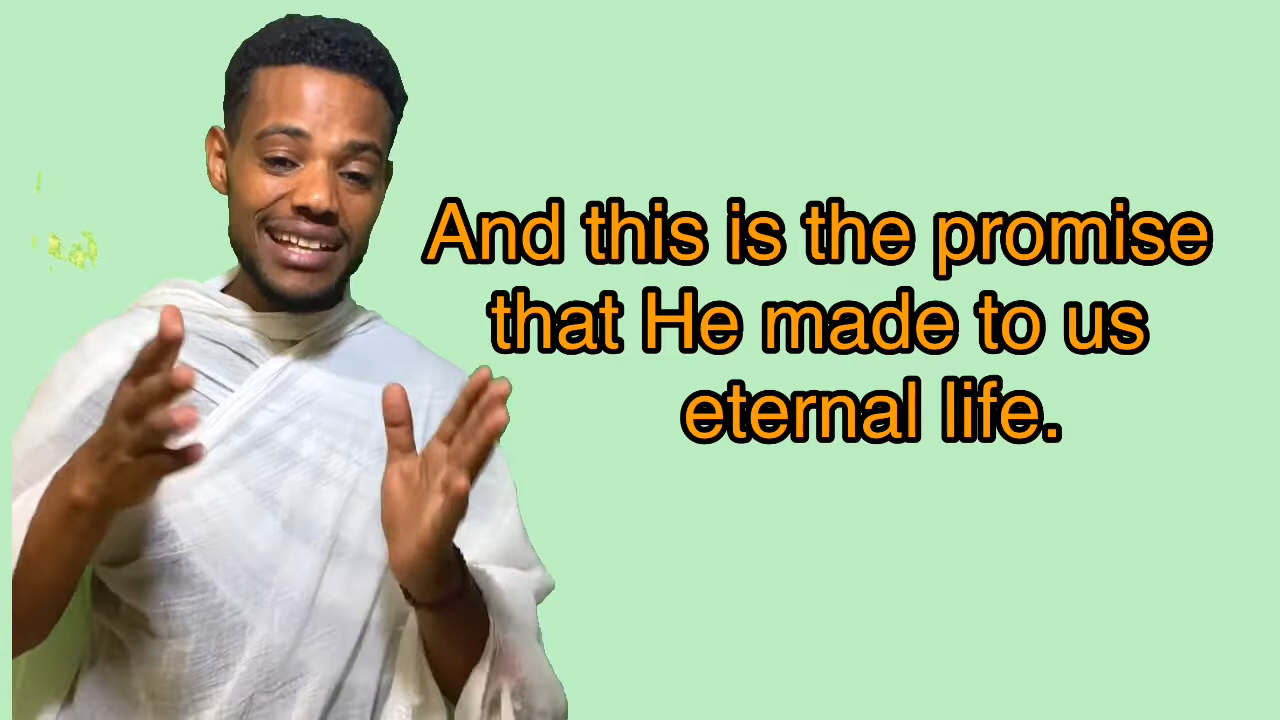 And this is the promise
that He made to us
eternal life.